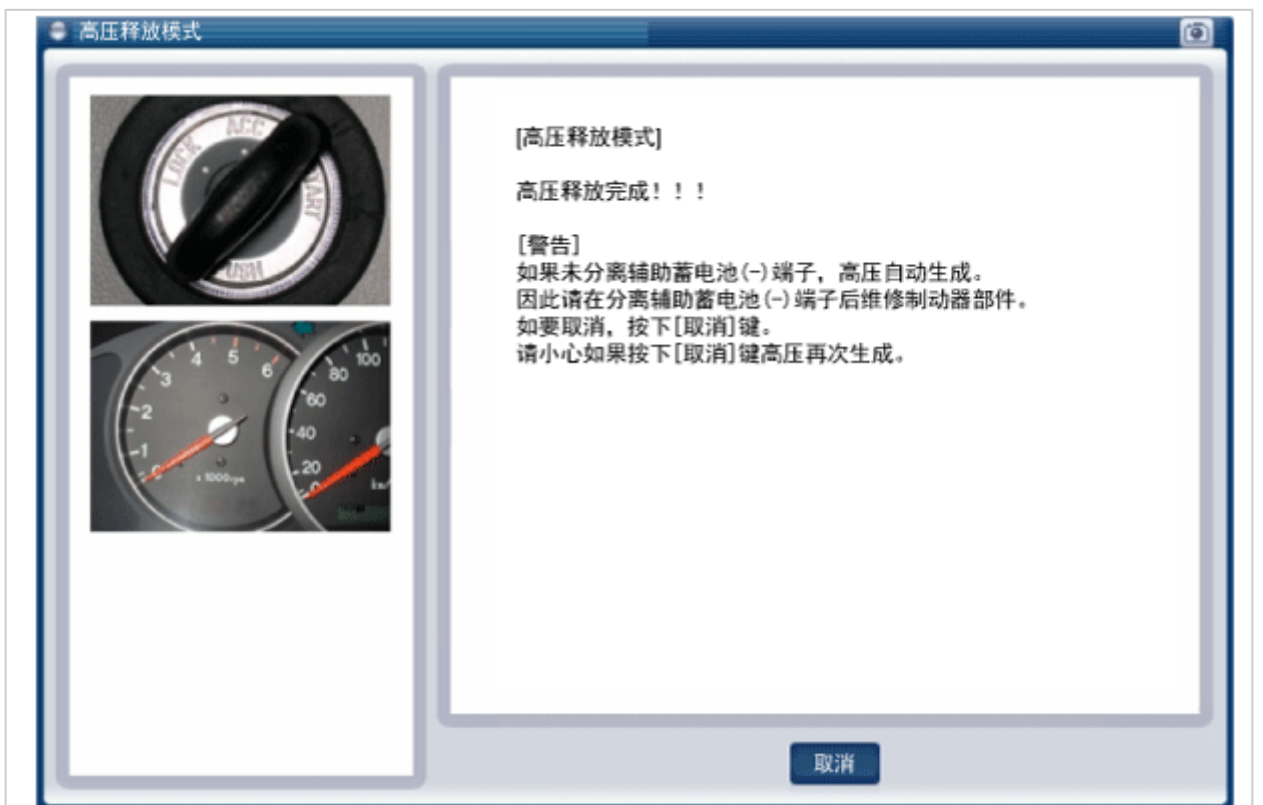 高压释放模式
ACC
LOCK
START
[高压释放模式]
高压释放完成！！！
[警告]
如果未分离辅助蓄电池(-)端子，高压自动生成。
因此请在分离辅助蓄电池(-)端子后维修制动器部件。
如要取消，按下[取消]键。
请小心如果按下[取消]键高压再次生成。
0
1
2
3
4
5
6
x 1000rpm
0
20
40
60
80
100
km/
取消